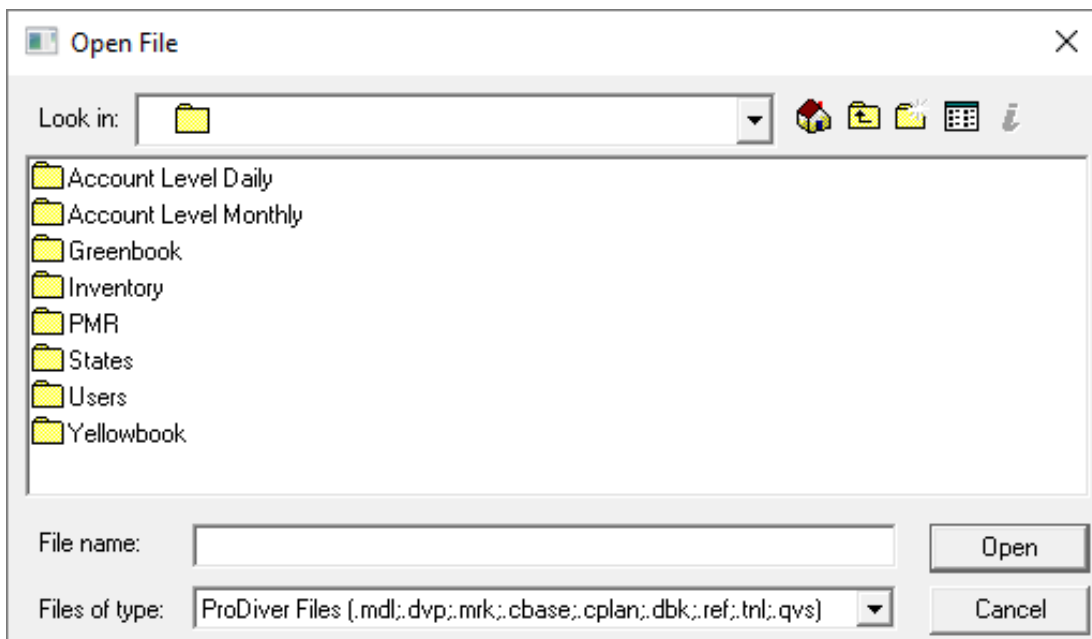 Open File
Look in:
Account Level Daily
Account Level Monthly
Greenbook
Inventory
PMR
States
Users
Yellowbook
File name:
Open
Files of type: ProDiver Files (.mdl;.dvp;.mrk;.cbase;.cplan;.dbk;.ref;.tnl;.qvs)
Cancel